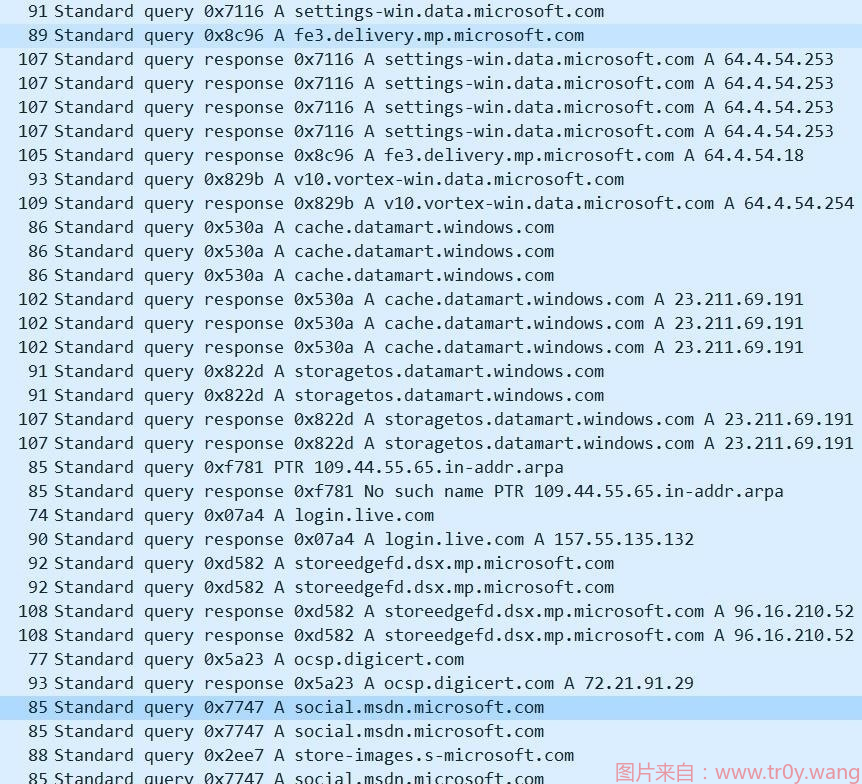 91 Standard query 0x7116 A settings-win.data.microsoft.com
89 Standard query 0x8c96 A fe3.delivery.mp.microsoft.com
107 Standard query response 0x7116 A settings-win.data.microsoft.com A 64.4.54.253
107 Standard query response 0x7116 A settings-win.data.microsoft.com A 64.4.54.253
107 Standard query response 0x7116 A settings-win.data.microsoft.com A 64.4.54.253
107 Standard query response 0x7116 A settings-win.data.microsoft.com A 64.4.54.253
105 Standard query response 0x8c96 A fe3.delivery.mp.microsoft.com A 64.4.54.18
93 Standard query 0x829b A v10.vortex-win.data.microsoft.com
109 Standard query response 0x829b A v10.vortex-win.data.microsoft.com A 64.4.54.254
86 Standard query 0x530a A cache.datamart.windows.com
86 Standard query 0x530a A cache.datamart.windows.com
86 Standard query 0x530a A cache.datamart.windows.com
102 Standard query response 0x530a A cache.datamart.windows.com A 23.211.69.191
102 Standard query response 0x530a A cache.datamart.windows.com A 23.211.69.191
102 Standard query response 0x530a A cache.datamart.windows.com A 23.211.69.191
91 Standard query 0x822d A storagetos.datamart.windows.com
91 Standard query 0x822d A storagetos.datamart.windows.com
107 Standard query response 0x822d A storagetos.datamart.windows.com A 23.211.69.191
107 Standard query response 0x822d A storagetos.datamart.windows.com A 23.211.69.191
85 Standard query 0xf781 PTR 109.44.55.65.in-addr.arpa
85 Standard query response 0xf781 No such name PTR 109.44.55.65.in-addr.arpa
74 Standard query 0x07a4 A login.live.com
90 Standard query response 0x07a4 A login.live.com A 157.55.135.132
92 Standard query 0xd582 A storeedgefd.dsx.mp.microsoft.com
92 Standard query 0xd582 A storeedgefd.dsx.mp.microsoft.com
108 Standard query response 0xd582 A storeedgefd.dsx.mp.microsoft.com A 96.16.210.52
108 Standard query response 0xd582 A storeedgefd.dsx.mp.microsoft.com A 96.16.210.52
77 Standard query 0x5a23 A ocsp.digicert.com
93 Standard query response 0x5a23 A ocsp.digicert.com A 72.21.91.29
85 Standard query 0x7747 A social.msdn.microsoft.com
85 Standard query 0x7747 A social.msdn.microsoft.com
88 Standard query 0x2ee7 A store-images.s-microsoft.com
85 Standard query 0x7747 A social.msdn.microsoft.com
图片来自：www.tr0y.wang